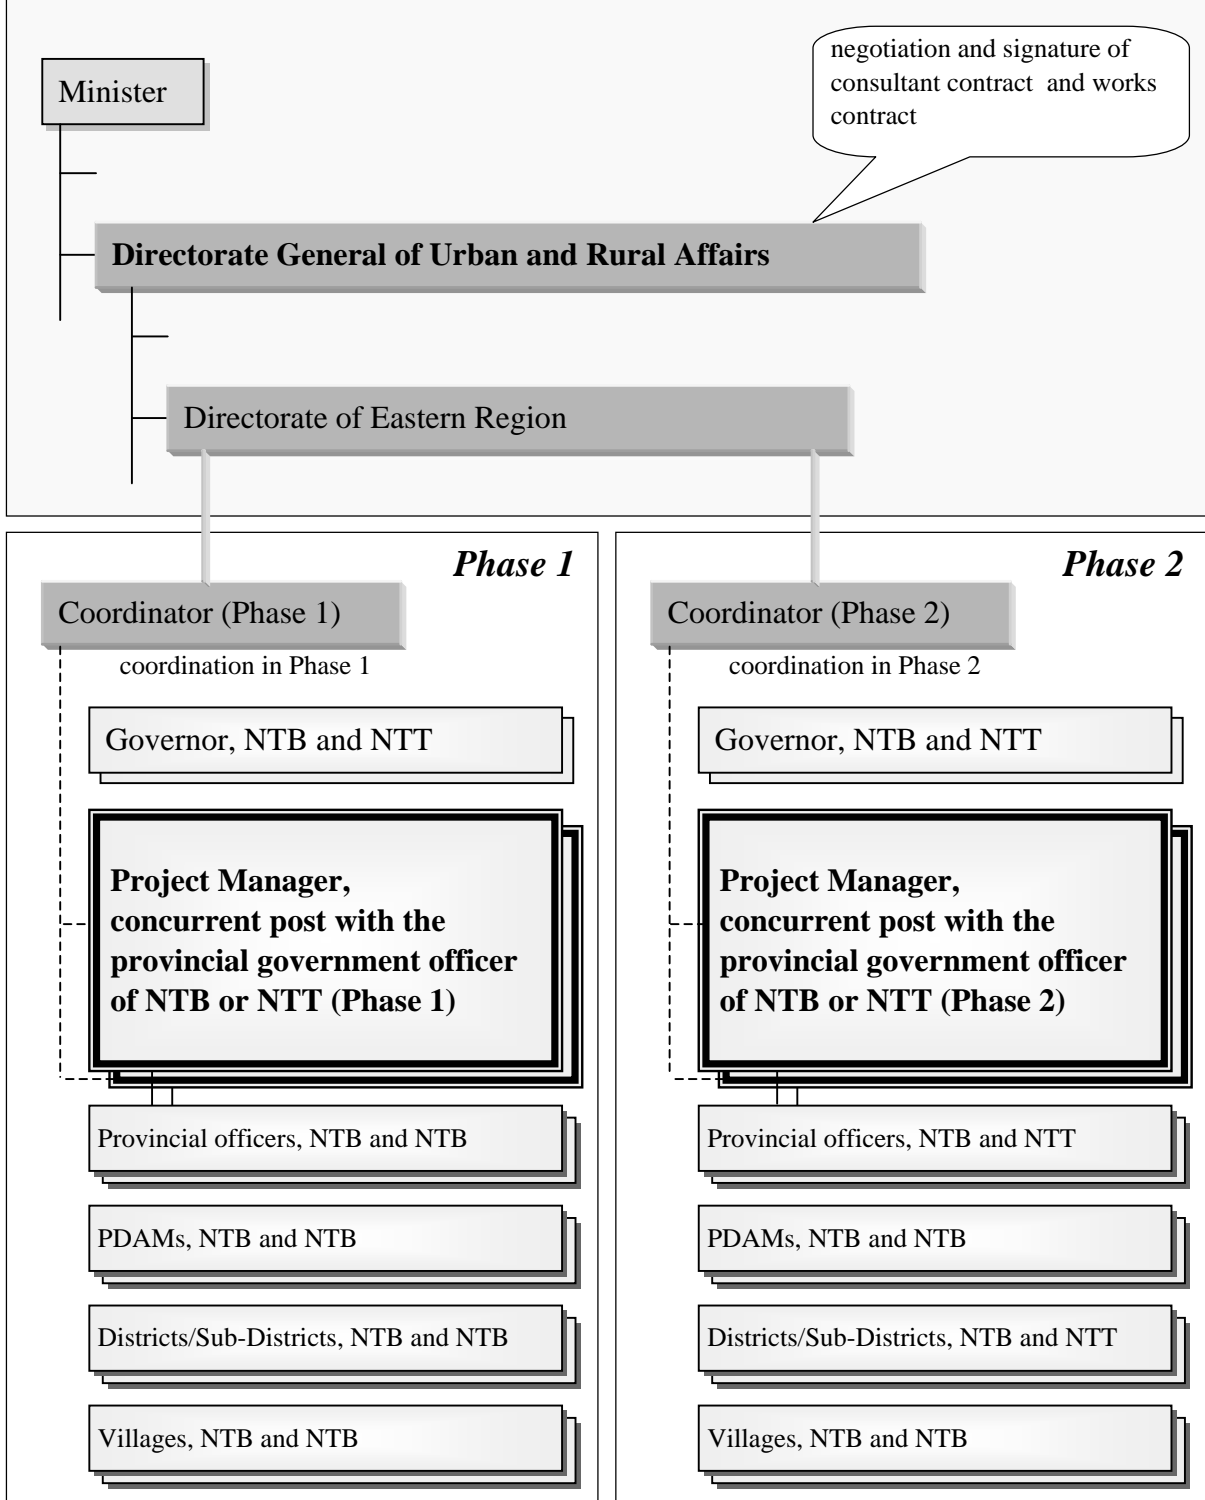 negotiation and signature of
consultant contract and works
contract
Minister
Directorate General of Urban and Rural Affairs
Directorate of Eastern Region
Phase 1
Coordinator (Phase 1)
coordination in Phase 1
Governor, NTB and NTT
Project Manager,
concurrent post with the
provincial government officer
of NTB or NTT (Phase 1)
Provincial officers, NTB and NTB
PDAMs, NTB and NTB
Districts/Sub-Districts, NTB and NTB
Villages, NTB and NTB
Phase 2
Coordinator (Phase 2)
coordination in Phase 2
Governor, NTB and NTT
Project Manager,
concurrent post with the
provincial government officer
of NTB or NTT (Phase 2)
Provincial officers, NTB and NTT
PDAMs, NTB and NTB
Districts/Sub-Districts, NTB and NTT
Villages, NTB and NTB